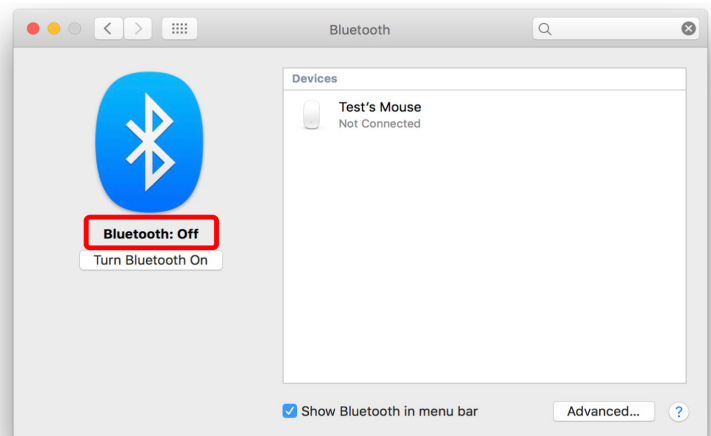 Bluetooth
Devices
Test's Mouse
Not Connected
Bluetooth: Off
Turn Bluetooth On
Show Bluetooth in menu bar
Advanced...
?